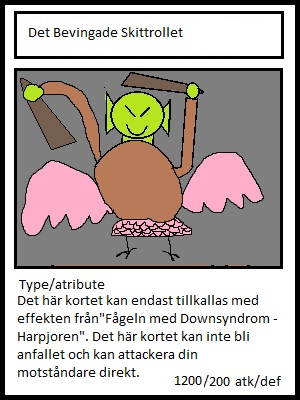 Det Bevingade Skittrollet
Type/atribute
Det här kortet kan endast tillkallas med
effekten från"Fågeln med Downsyndrom -
Harpjoren". Det här kortet kan inte bli
anfallet och kan attackera din
motståndare direkt.
1200/200 atk/def